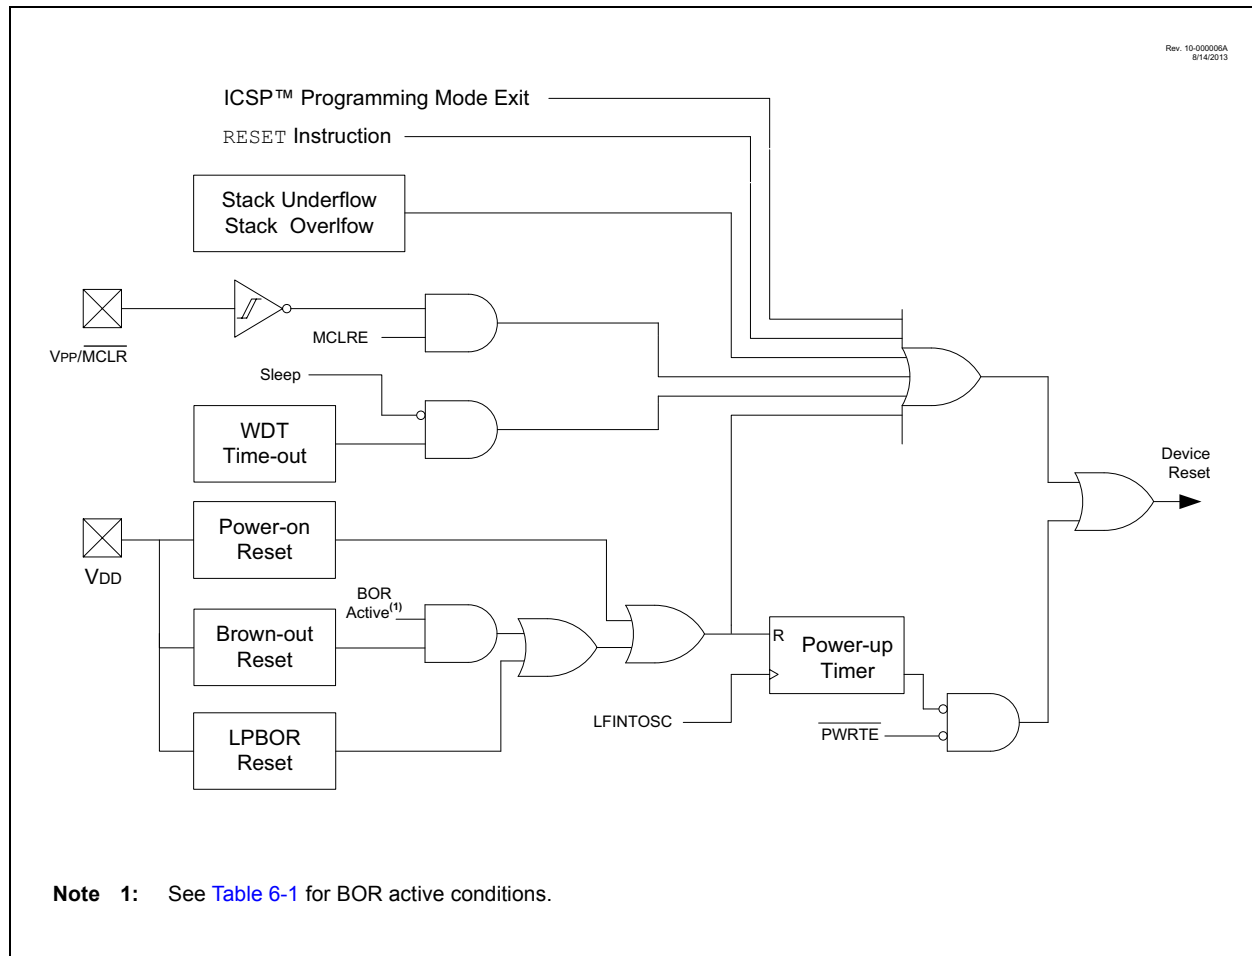 Rev. 10-000006A
8/14/2013
ICSP™ Programming Mode Exit
RESET Instruction
Stack Underflow
Stack Overlfow
VPP/MCLR
MCLRE
Sleep
WDT
Time-out
Device
Reset
Power-on
Reset
VDD
BOR
Active(1)
Brown-out
Reset
R
Power-up
Timer
LFINTOSC
PWRTE
LPBOR
Reset
Note 1: See Table 6-1 for BOR active conditions.